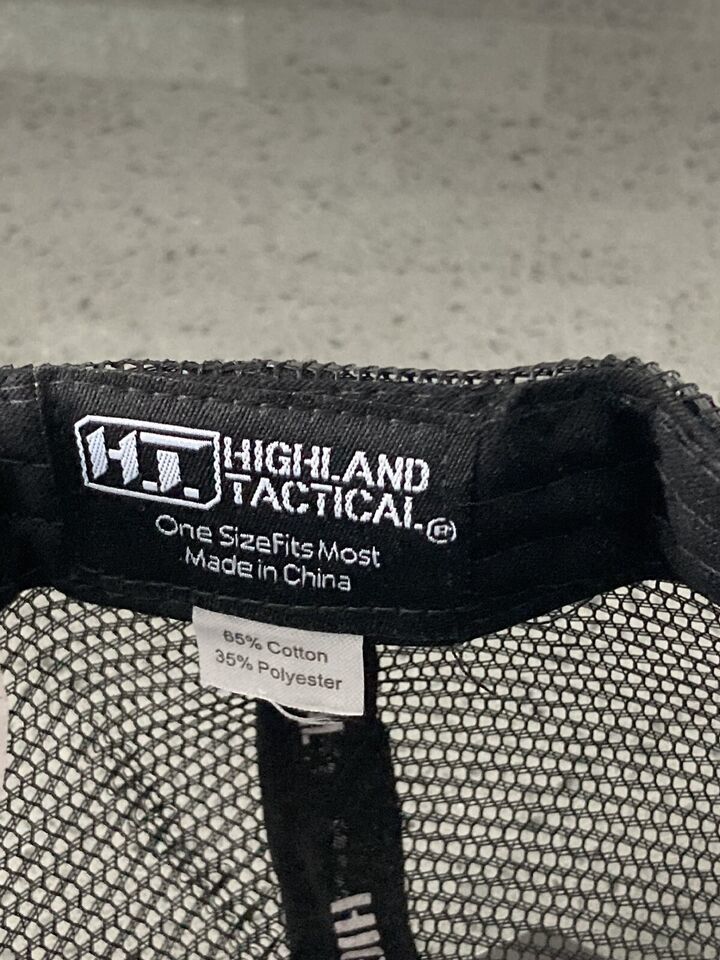 H.T. HIGHLAND
TACTICAL®
One SizeFits Most
Made in China
65% Cotton
35% Polyester